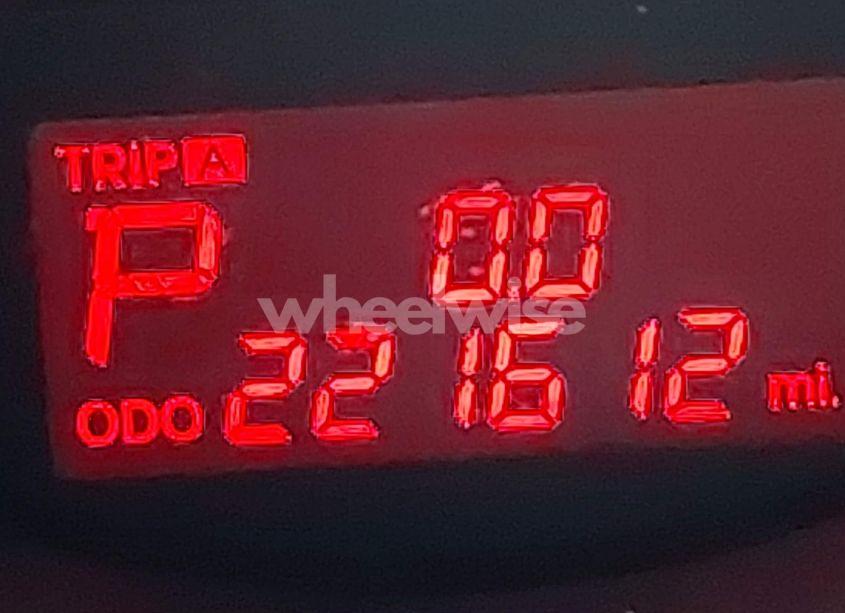 TRIP A
P 00
wheelwise
ODO 221612 mi.